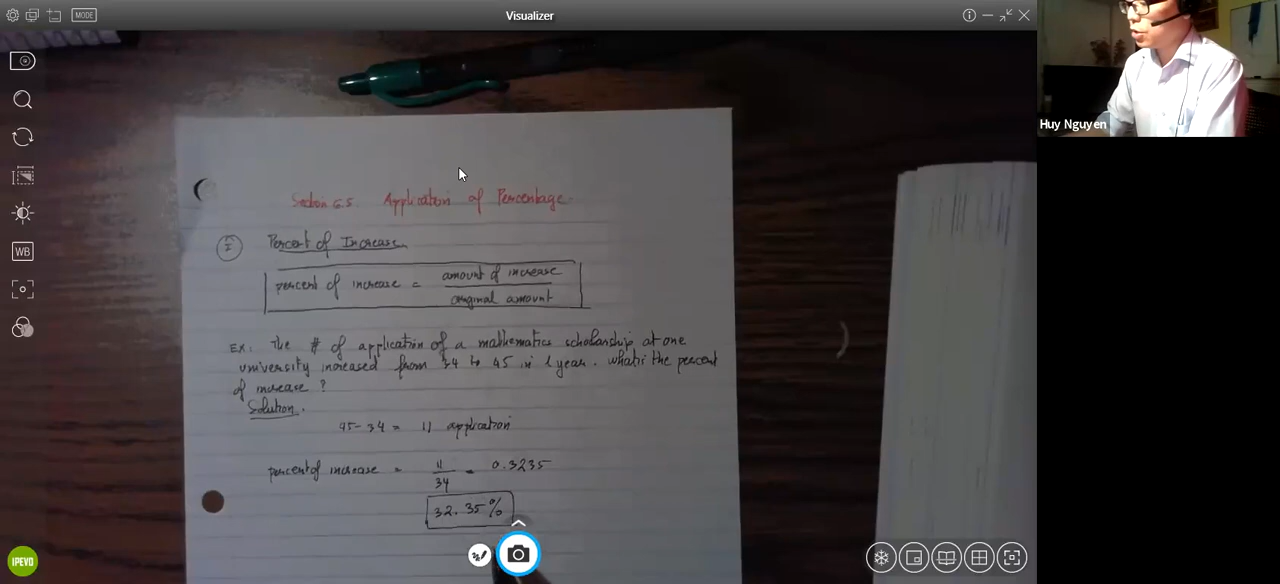 Visualizer
MODE
WB
IPEVO
Huy Nguyen
Section 6.5 Application of Percentage.
I Percent of Increase
percent of increase = amount of increase
original amount
Ex: The # of application of a mathematics scholarship at one
university increased from 34 to 45 in 1 year. what's the percent
of increase ?
Solution.
45 - 34 = 11 application
percent of increase = 11
34 = 0.3235
32.35%